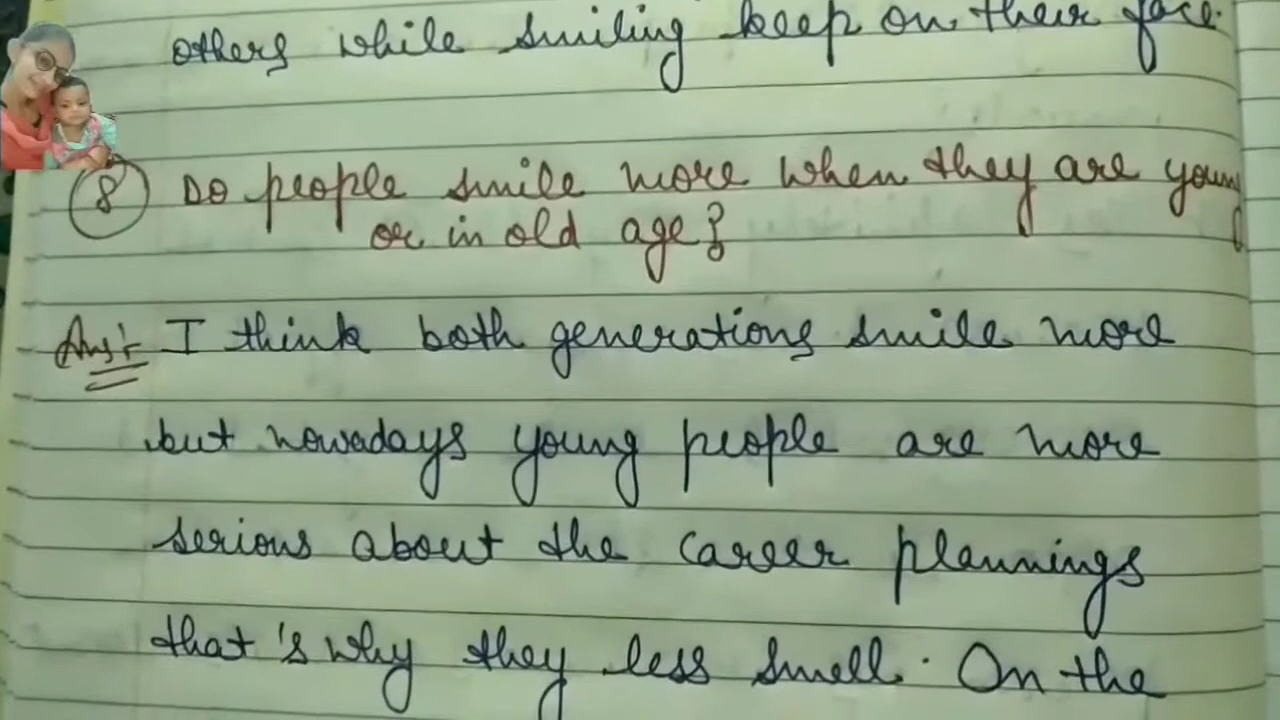 others while smiling keep on their face.
8 Do people smile more when they are young
or in old age?
Ans:- I think both generations smile more
but nowadays young people are more
serious about the career plannings
that's why they less smell. On the